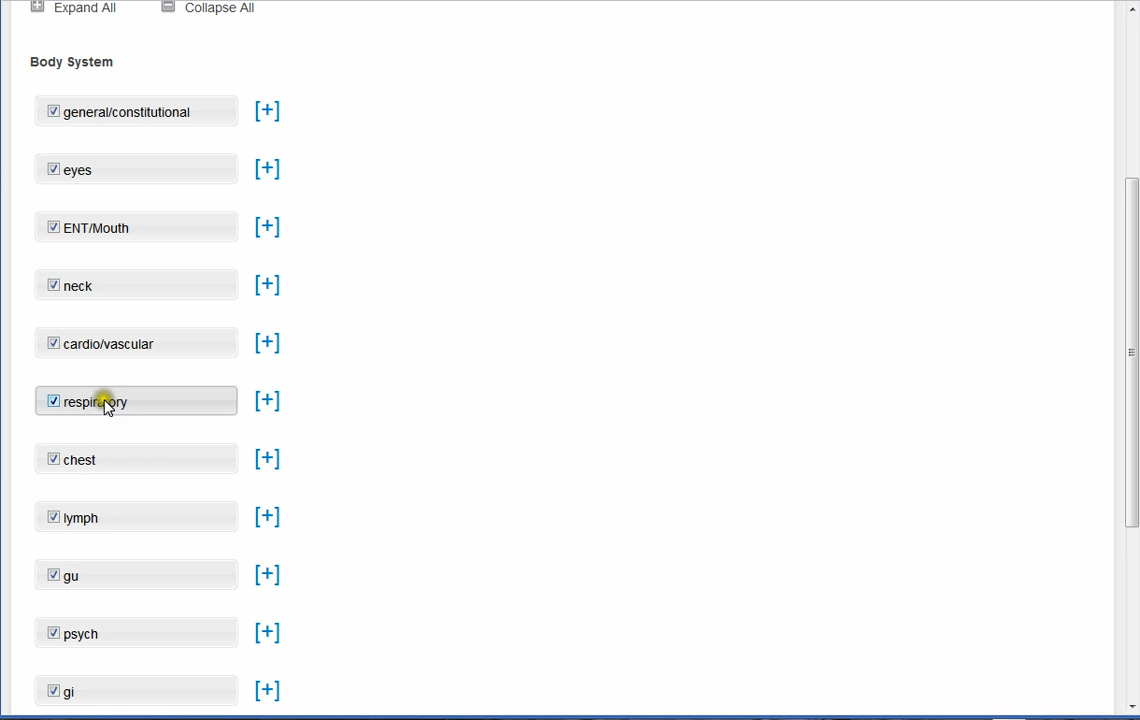 Expand All Collapse All
Body System
general/constitutional [+]
eyes [+]
ENT/Mouth [+]
neck [+]
cardio/vascular [+]
respiratory [+]
chest [+]
lymph [+]
gu [+]
psych [+]
gi [+]